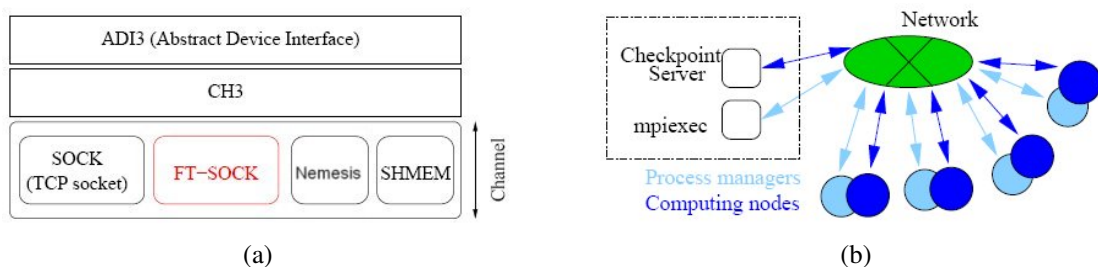 ADI3 (Abstract Device Interface)
CH3
SOCK
(TCP socket)
FT-SOCK
Nemesis
SHMEM
Channel
(a)
Network
Checkpoint
Server
mpiexec
Process managers
Computing nodes
(b)